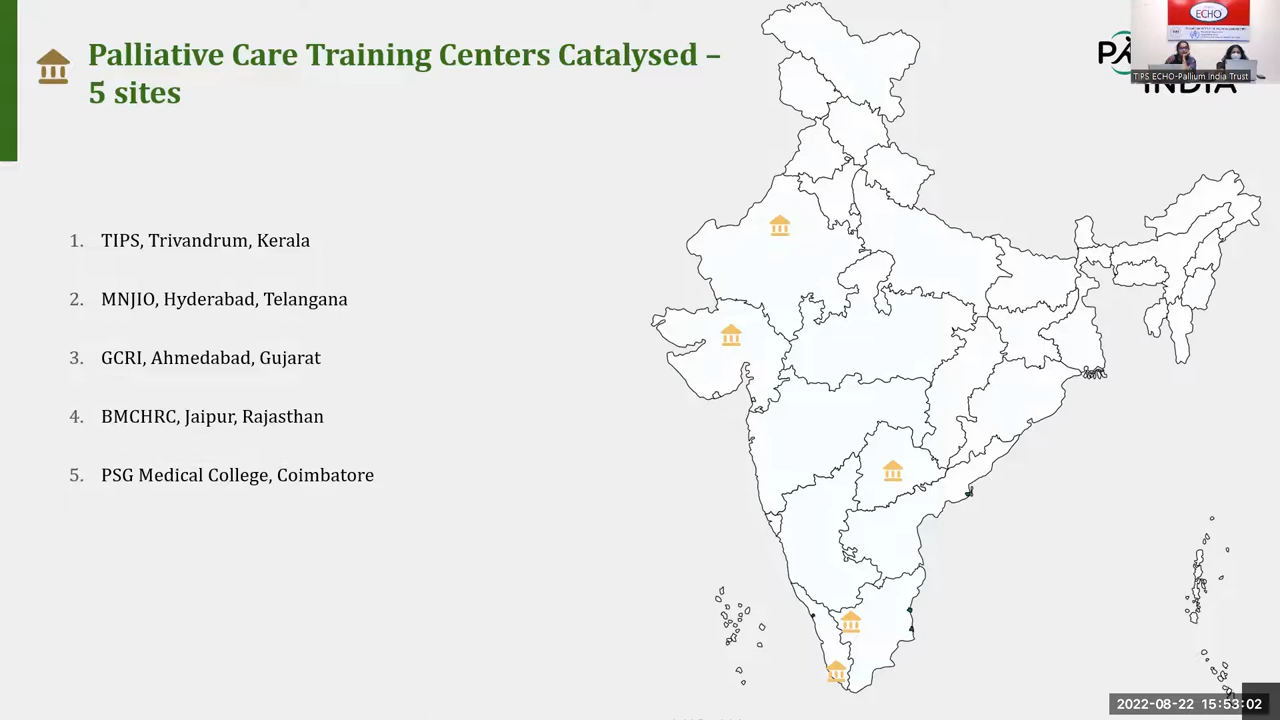 Palliative Care Training Centers Catalysed –
5 sites
ECHO
TIPS ECHO-Pallium India Trust
INDIA
1. TIPS, Trivandrum, Kerala
2. MNJIO, Hyderabad, Telangana
3. GCRI, Ahmedabad, Gujarat
4. BMCHRC, Jaipur, Rajasthan
5. PSG Medical College, Coimbatore
2022-08-22 15:53:02